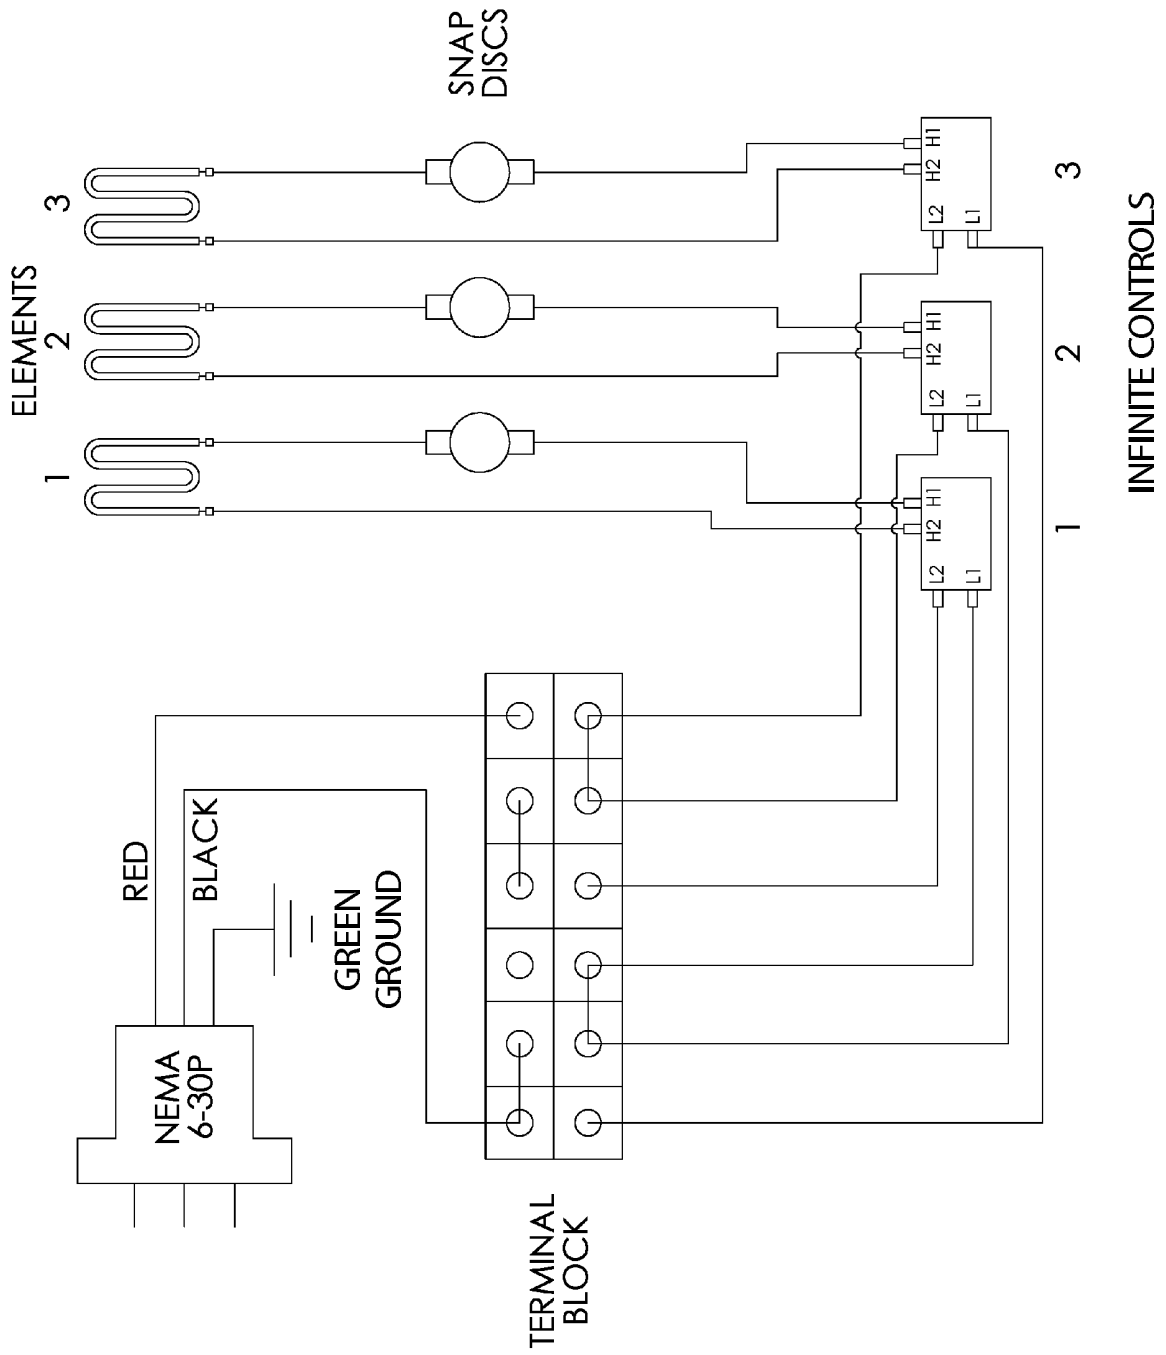 ELEMENTS
1
2
3
SNAP
DISCS
RED
BLACK
GREEN
GROUND
NEMA
6-30P
TERMINAL
BLOCK
L2
L1
H2
H1
L2
L1
H2
H1
L2
L1
H2
H1
1
2
3
INFINITE CONTROLS